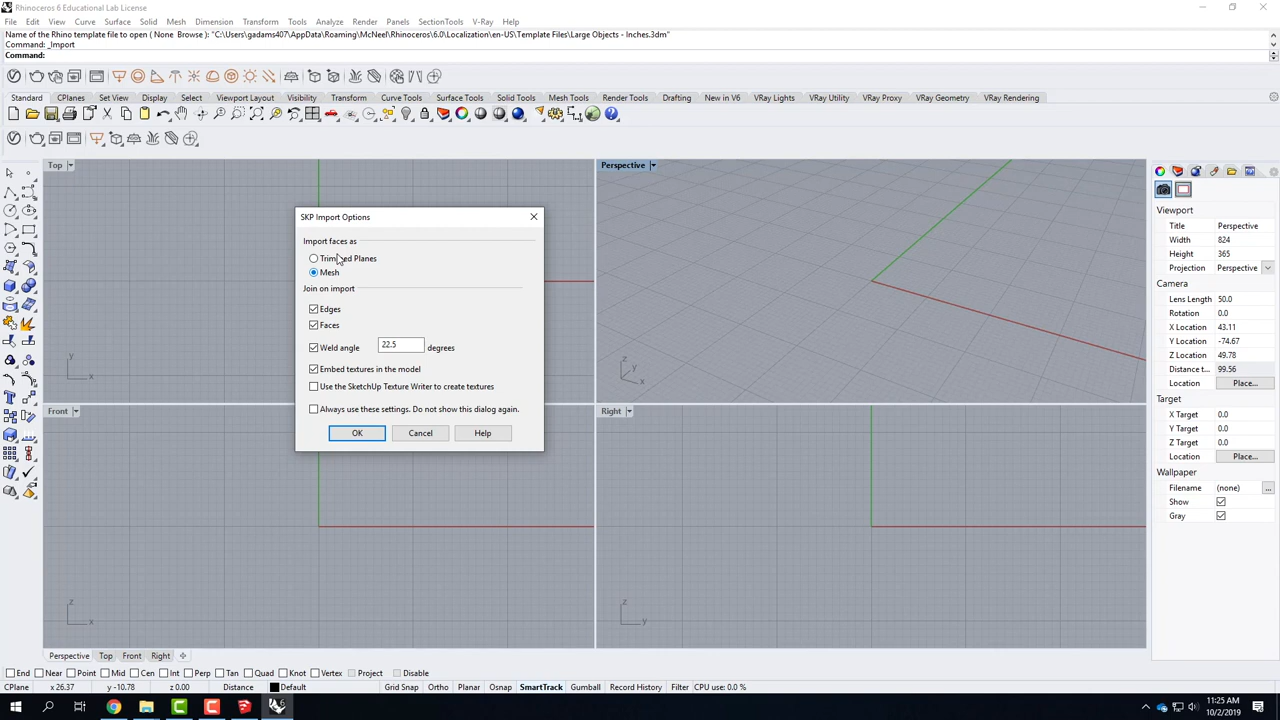 Rhinoceros 6 Educational Lab License
File Edit View Curve Surface Solid Mesh Dimension Transform Tools Analyze Render Panels SectionTools V-Ray Help
Name of the Rhino template file to open ( None Browse ): "C:\Users\gadams407\AppData\Roaming\McNeel\Rhinoceros\6.0\Localization\en-US\Template Files\Large Objects - Inches.3dm"
Command: _Import
Command:
Standard CPlanes Set View Display Select Viewport Layout Visibility Transform Curve Tools Surface Tools Solid Tools Mesh Tools Render Tools Drafting New in V6 VRay Lights VRay Utility VRay Proxy VRay Geometry VRay Rendering
Top
y
x
Perspective
z
y
x
Front
z
x
Right
z
y
SKP Import Options
Import faces as
Trimmed Planes
Mesh
Join on import
Edges
Faces
Weld angle 22.5 degrees
Embed textures in the model
Use the SketchUp Texture Writer to create textures
Always use these settings. Do not show this dialog again.
OK Cancel Help
Viewport
Title Perspective
Width 824
Height 365
Projection Perspective
Camera
Lens Length 50.0
Rotation 0.0
X Location 43.11
Y Location -74.67
Z Location 49.78
Distance t... 99.56
Location Place...
Target
X Target 0.0
Y Target 0.0
Z Target 0.0
Location Place...
Wallpaper
Filename (none) ...
Show
Gray
Perspective Top Front Right
End Near Point Mid Cen Int Perp Tan Quad Knot Vertex Project Disable
CPlane x 26.37 y -10.78 z 0.00 Distance Default Grid Snap Ortho Planar Osnap SmartTrack Gumball Record History Filter CPU use: 0.0 %
11:25 AM
10/2/2019